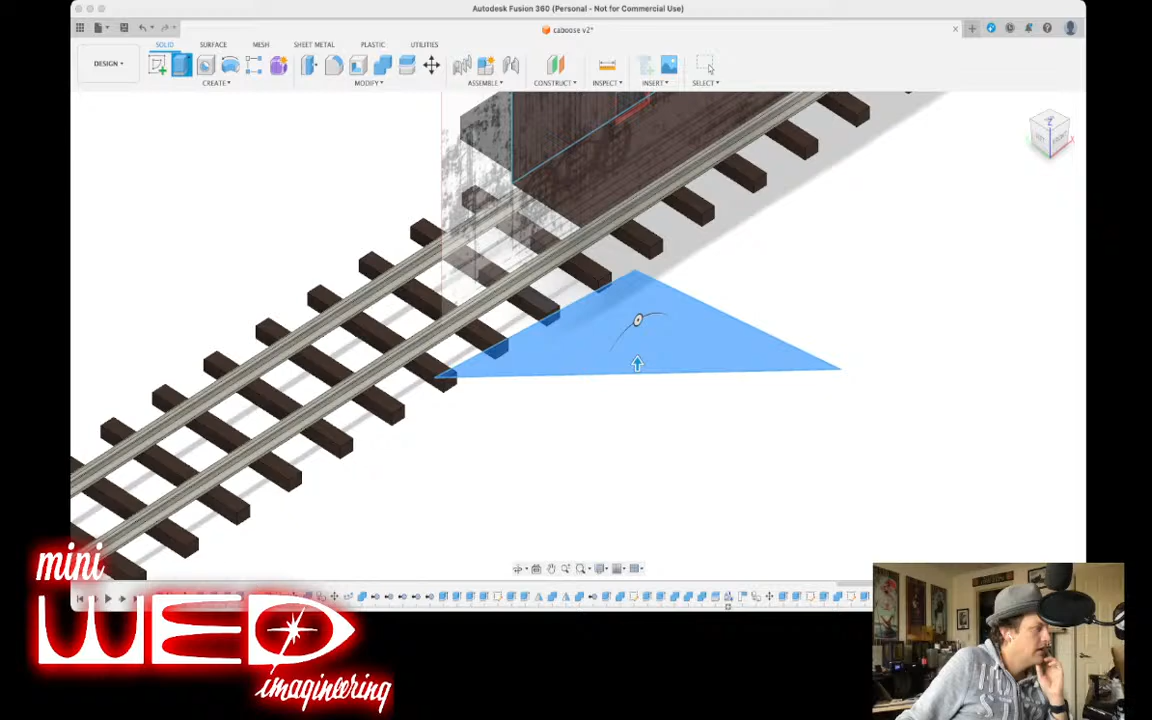 Autodesk Fusion 360 (Personal - Not for Commercial Use)
caboose v2*
SOLID SURFACE MESH SHEET METAL PLASTIC UTILITIES
DESIGN
CREATE MODIFY ASSEMBLE CONSTRUCT INSPECT INSERT SELECT
mini
WED
imagineering